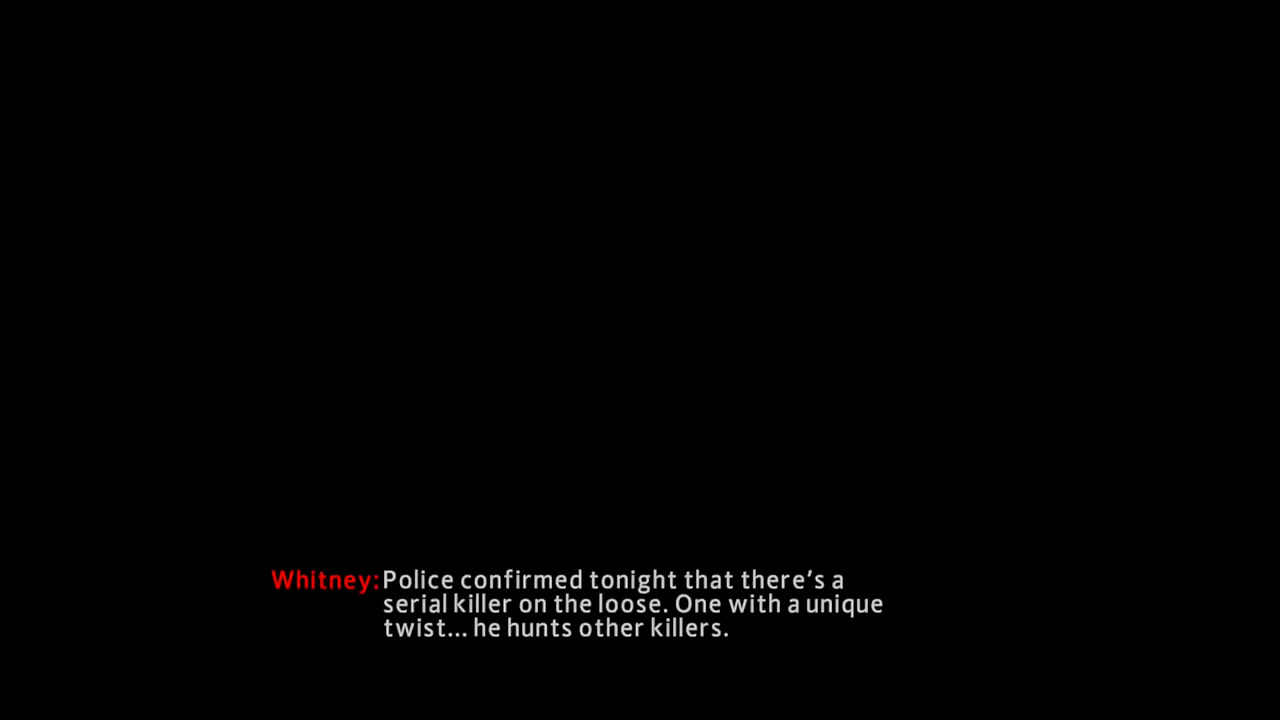 Whitney: Police confirmed tonight that there’s a
serial killer on the loose. One with a unique
twist... he hunts other killers.